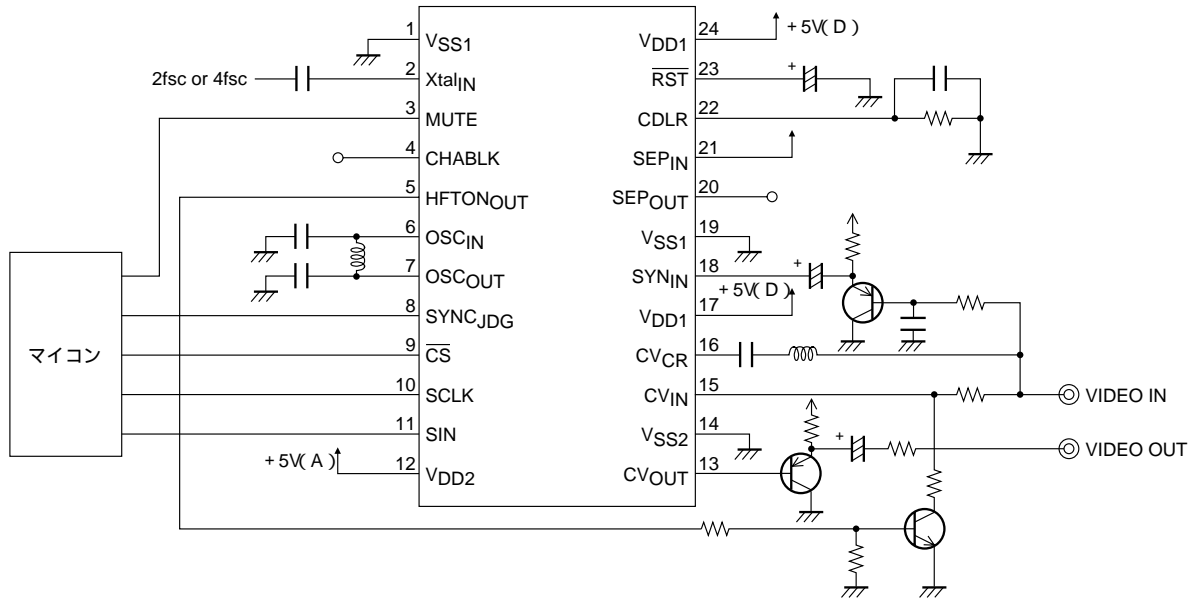 1 VSS1
2fsc or 4fsc 2 XtalIN
3 MUTE
4 CHABLK
5 HFTONOUT
6 OSCIN
7 OSCOUT
8 SYNCJDG
9 CS
10 SCLK
11 SIN
+5V(A) 12 VDD2
マイコン
VDD1 24 +5V(D)
RST 23 +
CDLR 22
SEPIN 21
SEPOUT 20
VSS1 19
SYNIN 18 +
VDD1 17 +5V(D)
CVCR 16
CVIN 15 VIDEO IN
VSS2 14
+ VIDEO OUT
CVOUT 13